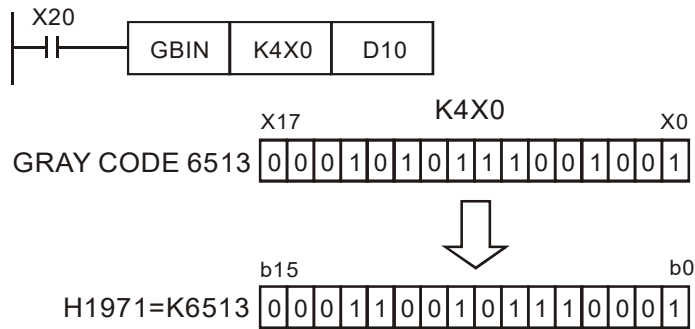 X20
GBIN K4X0 D10
K4X0
X17 X0
GRAY CODE 6513 0 0 0 1 0 1 0 1 1 1 0 0 1 0 0 1
b15 b0
H1971=K6513 0 0 0 1 1 0 0 1 0 1 1 1 0 0 0 1